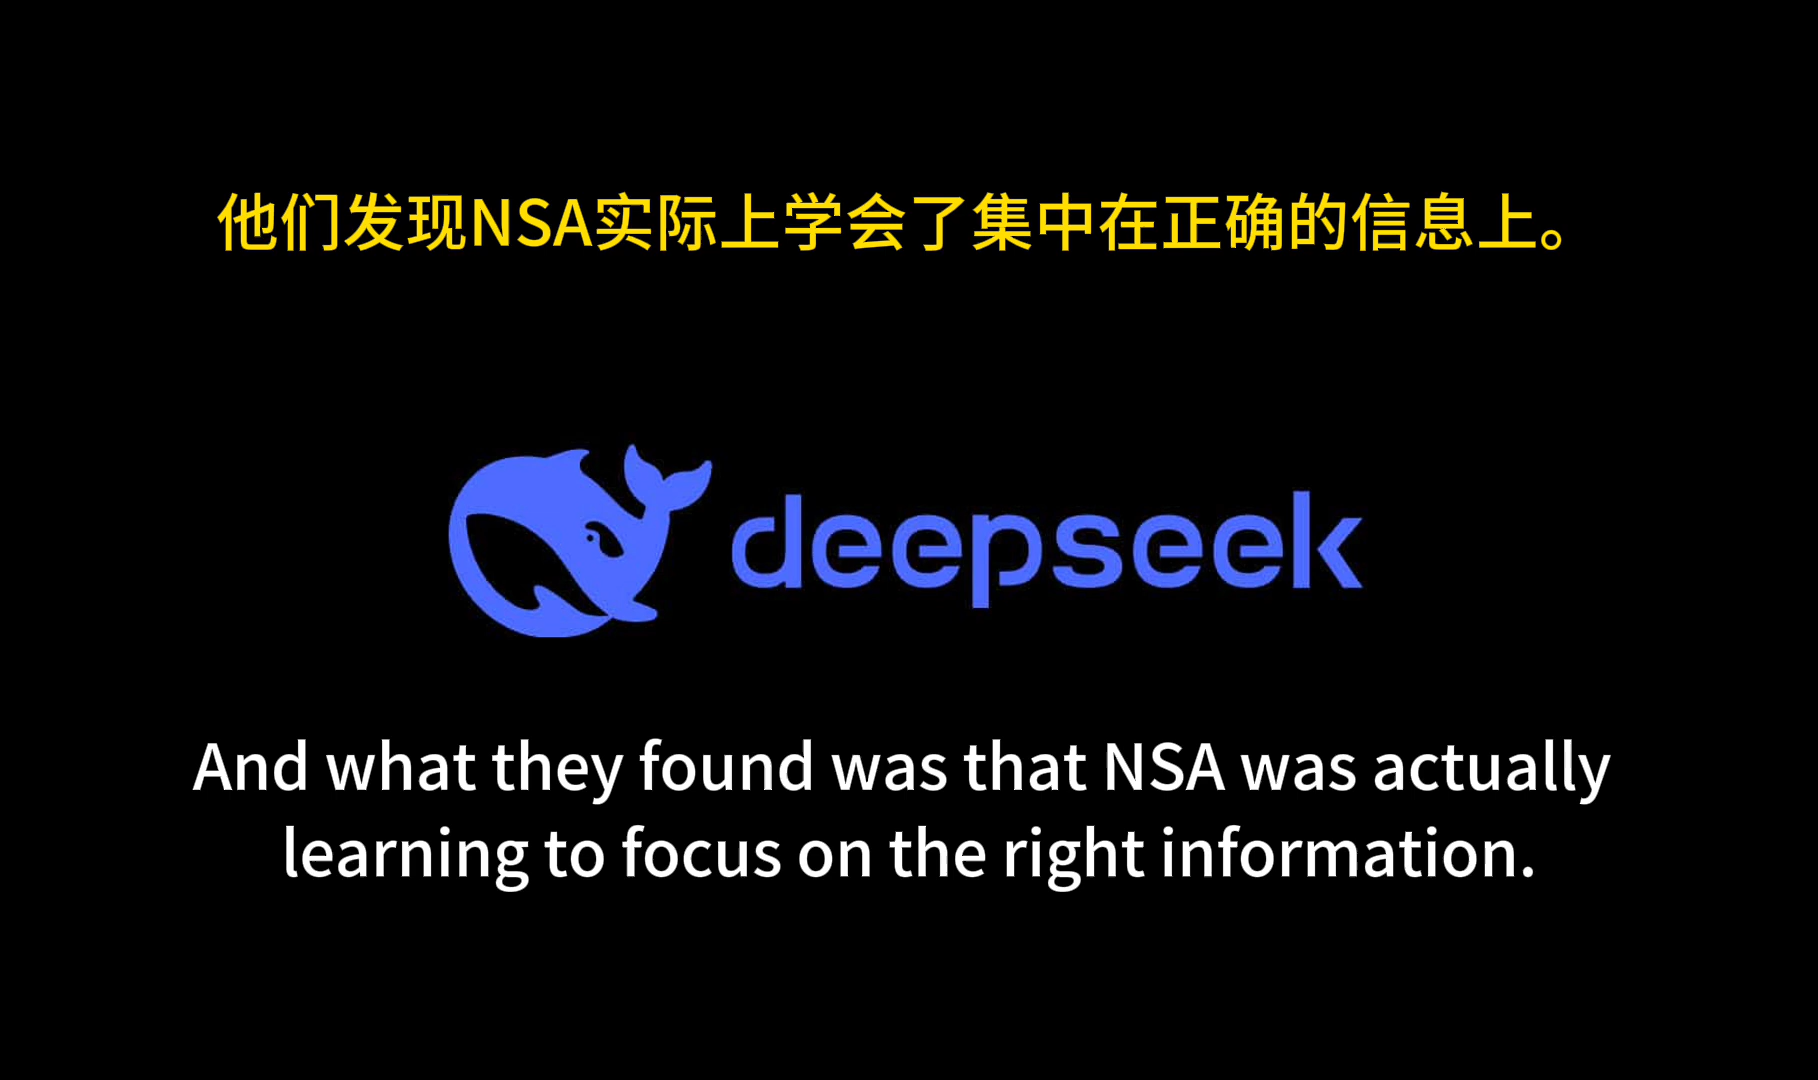 他们发现NSA实际上学会了集中在正确的信息上。
deepseek
And what they found was that NSA was actually
learning to focus on the right information.